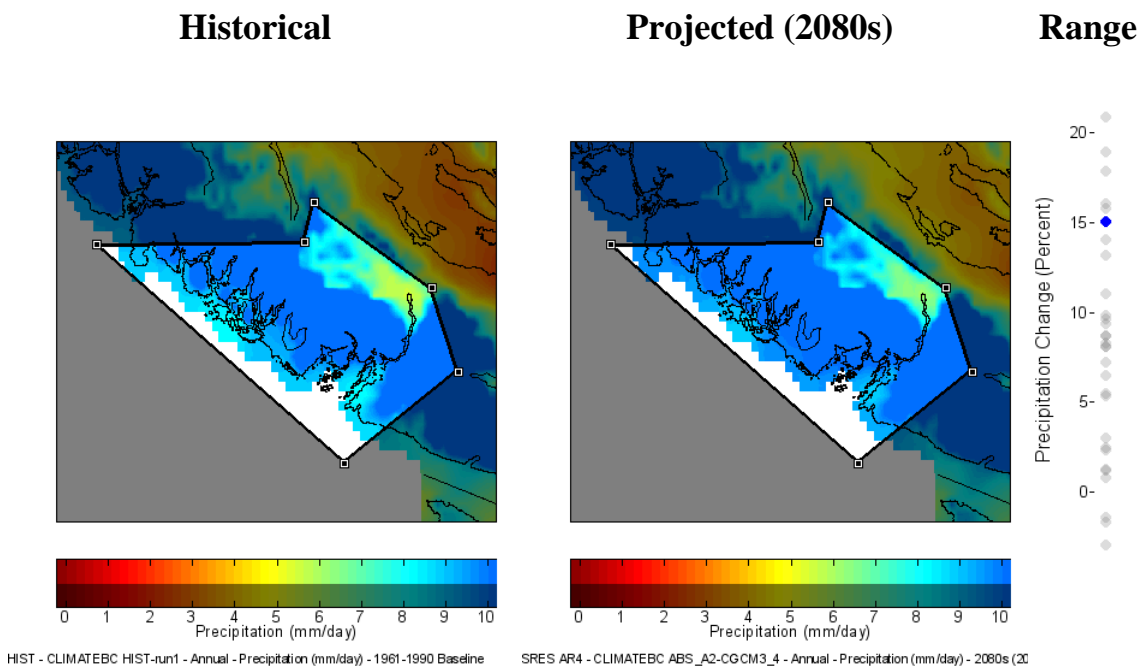 Historical
Projected (2080s)
Range
20-
15-
10-
5-
0-
Precipitation Change (Percent)
0 1 2 3 4 5 6 7 8 9 10
Precipitation (mm/day)
0 1 2 3 4 5 6 7 8 9 10
Precipitation (mm/day)
HIST - CLIMATEBC HIST-run1 - Annual - Precipitation (mm/day) - 1961-1990 Baseline
SRES AR4 - CLIMATEBC ABS_A2-CGCM3_4 - Annual - Precipitation (mm/day) - 2080s (20